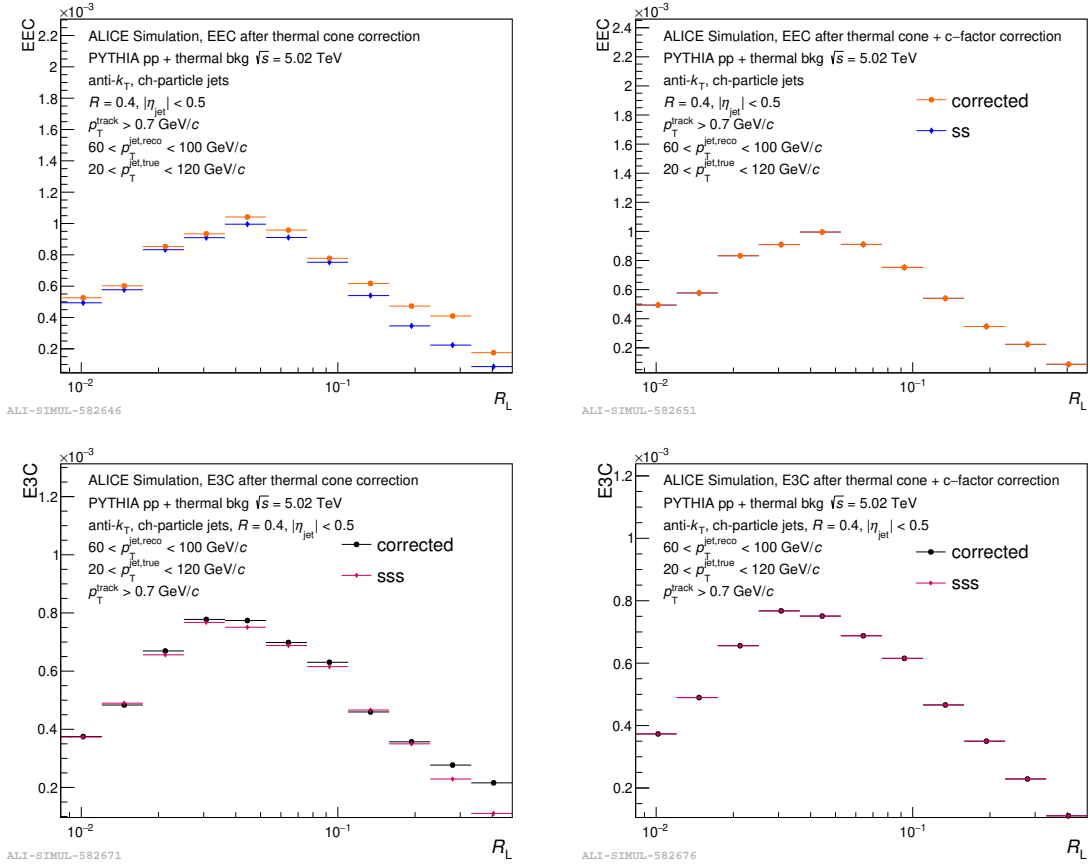 ×10⁻³
EEC
ALICE Simulation, EEC after thermal cone correction
PYTHIA pp + thermal bkg √s = 5.02 TeV
anti-k_T, ch-particle jets
R = 0.4, |η_jet| < 0.5
p_T^track > 0.7 GeV/c
60 < p_T^jet,reco < 100 GeV/c
20 < p_T^jet,true < 120 GeV/c
2.2
2
1.8
1.6
1.4
1.2
1
0.8
0.6
0.4
0.2
10⁻²
10⁻¹
R_L
ALI-SIMUL-582646
×10⁻³
EEC
ALICE Simulation, EEC after thermal cone + c-factor correction
PYTHIA pp + thermal bkg √s = 5.02 TeV
anti-k_T, ch-particle jets
R = 0.4, |η_jet| < 0.5
p_T^track > 0.7 GeV/c
60 < p_T^jet,reco < 100 GeV/c
20 < p_T^jet,true < 120 GeV/c
corrected
ss
2.4
2.2
2
1.8
1.6
1.4
1.2
1
0.8
0.6
0.4
0.2
10⁻²
10⁻¹
R_L
ALI-SIMUL-582651
×10⁻³
E3C
ALICE Simulation, E3C after thermal cone correction
PYTHIA pp + thermal bkg √s = 5.02 TeV
anti-k_T, ch-particle jets, R = 0.4, |η_jet| < 0.5
60 < p_T^jet,reco < 100 GeV/c
20 < p_T^jet,true < 120 GeV/c
p_T^track > 0.7 GeV/c
corrected
sss
1.2
1
0.8
0.6
0.4
0.2
10⁻²
10⁻¹
R_L
ALI-SIMUL-582671
×10⁻³
E3C
ALICE Simulation, E3C after thermal cone + c-factor correction
PYTHIA pp + thermal bkg √s = 5.02 TeV
anti-k_T, ch-particle jets, R = 0.4, |η_jet| < 0.5
60 < p_T^jet,reco < 100 GeV/c
20 < p_T^jet,true < 120 GeV/c
p_T^track > 0.7 GeV/c
corrected
sss
1.2
1
0.8
0.6
0.4
0.2
10⁻²
10⁻¹
R_L
ALI-SIMUL-582676